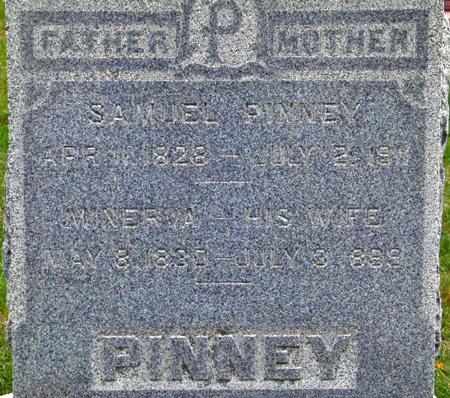 FATHER P MOTHER
SAMUEL PINNEY
APR 11, 1828 — JULY 2, 1911
MINERVA — HIS WIFE
MAY 8, 1830 — JULY 3, 1899
PINNEY